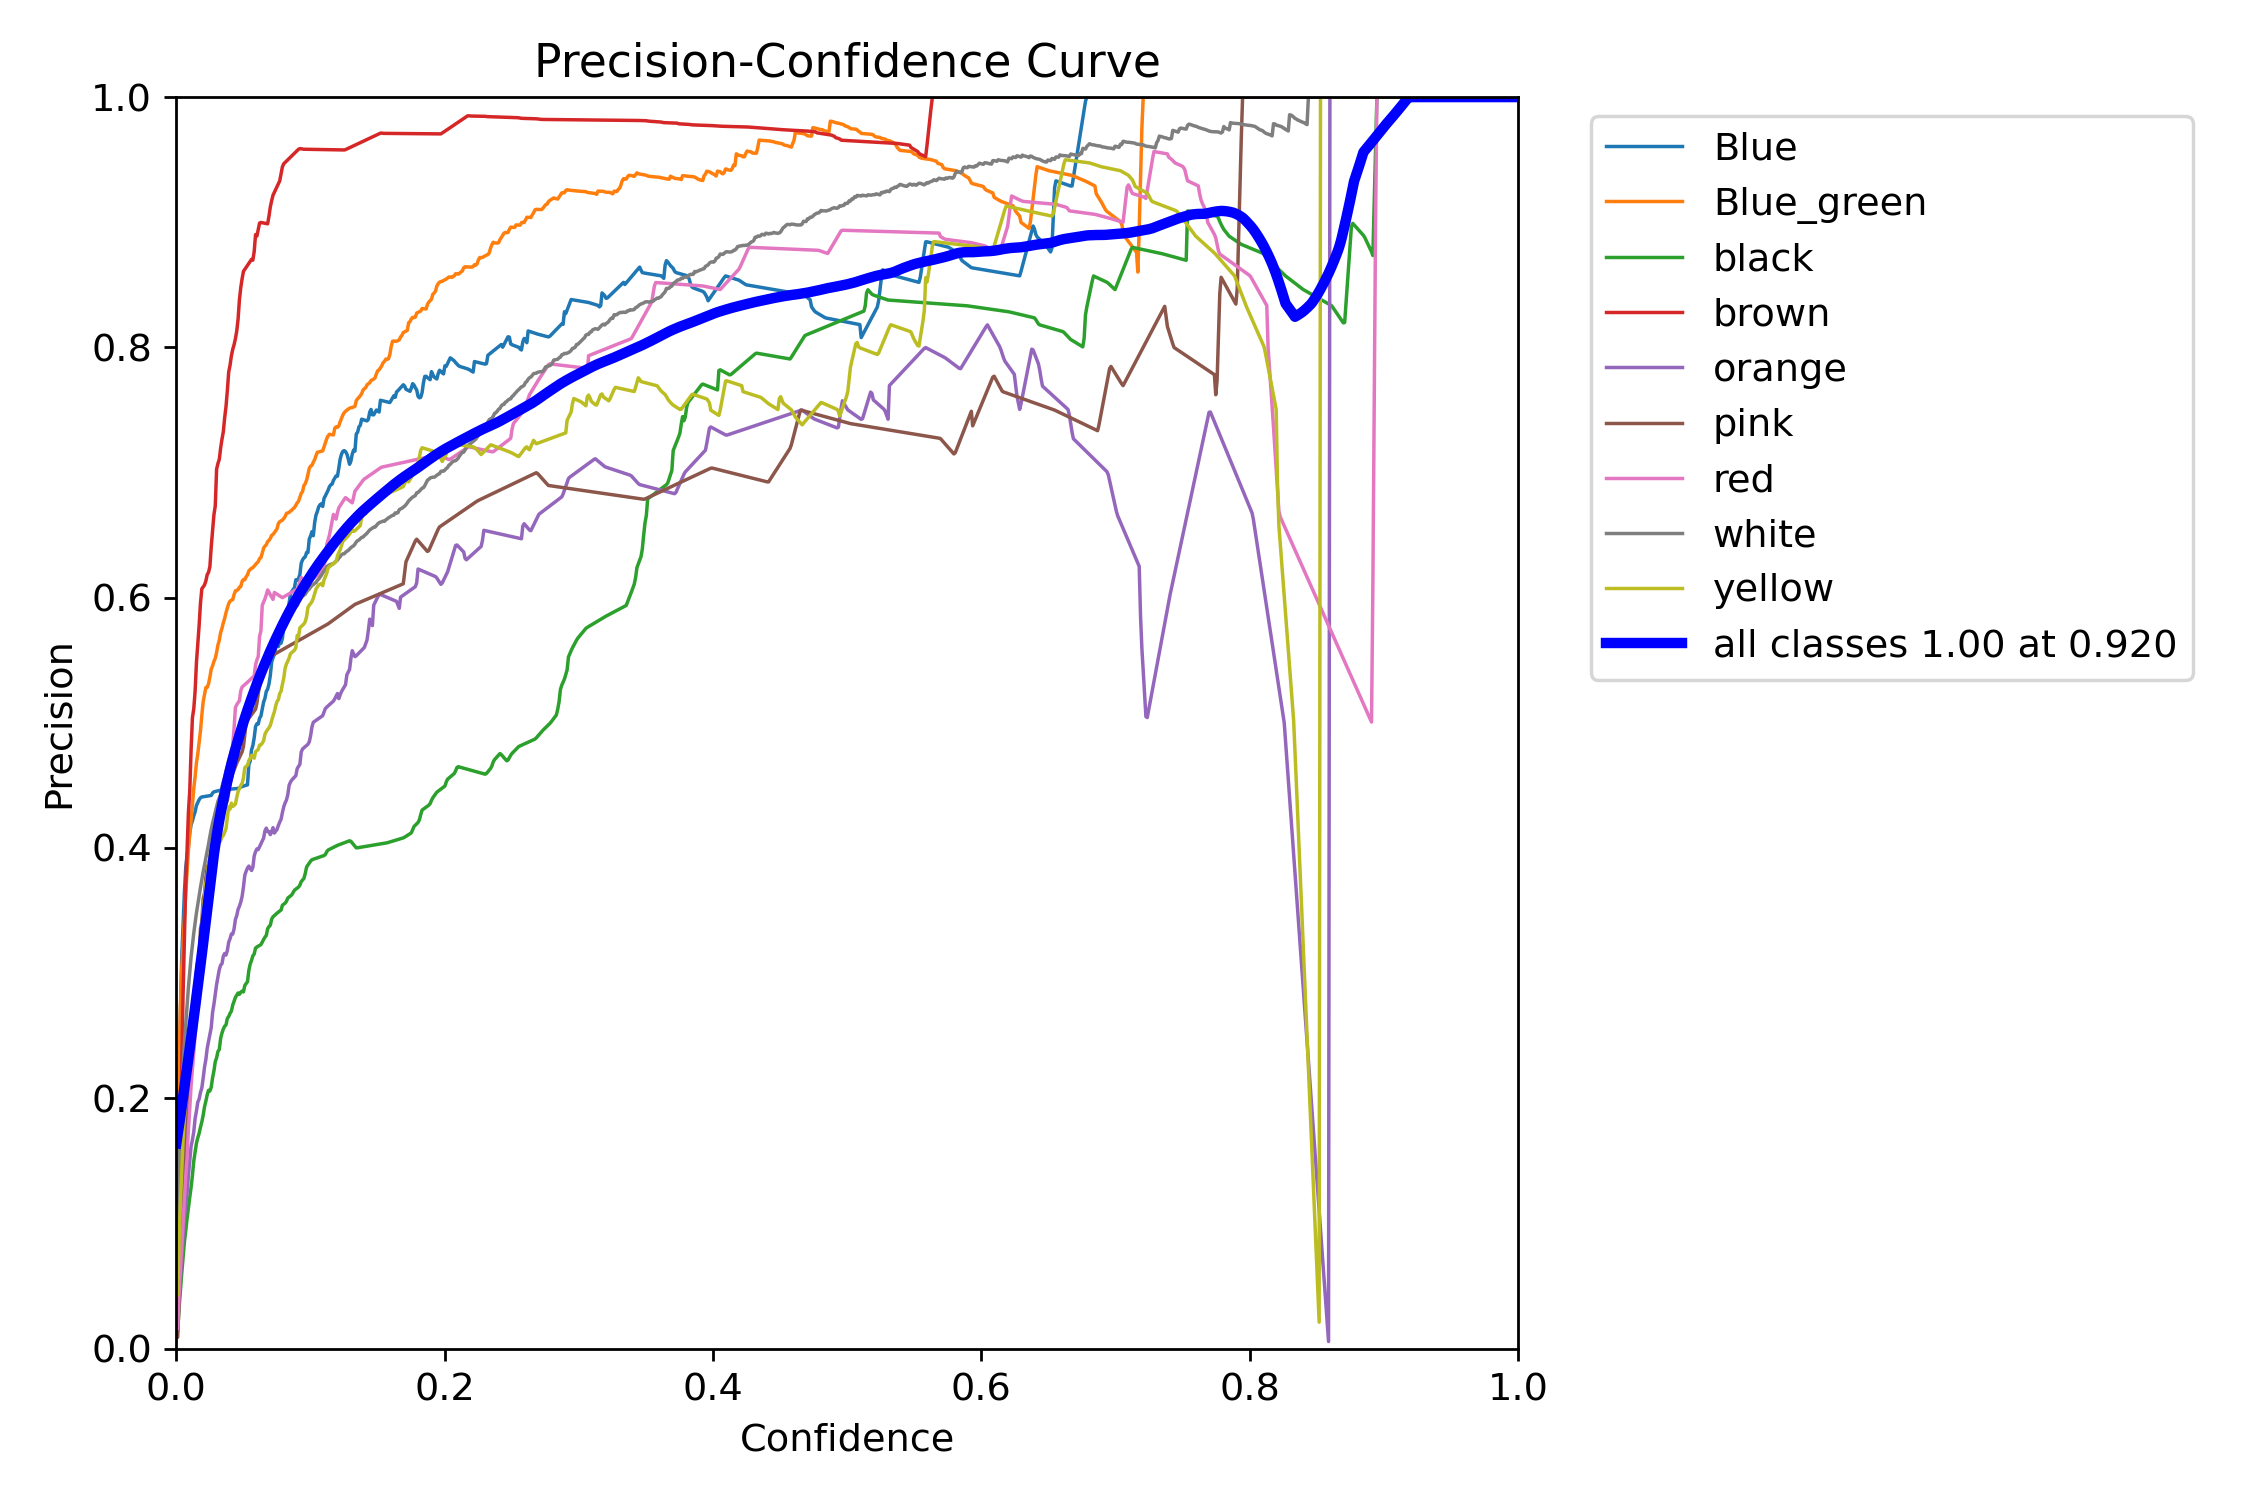 Precision-Confidence Curve
1.0
0.8
0.6
0.4
0.2
0.0
Precision
0.0 0.2 0.4 0.6 0.8 1.0
Confidence
Blue
Blue_green
black
brown
orange
pink
red
white
yellow
all classes 1.00 at 0.920